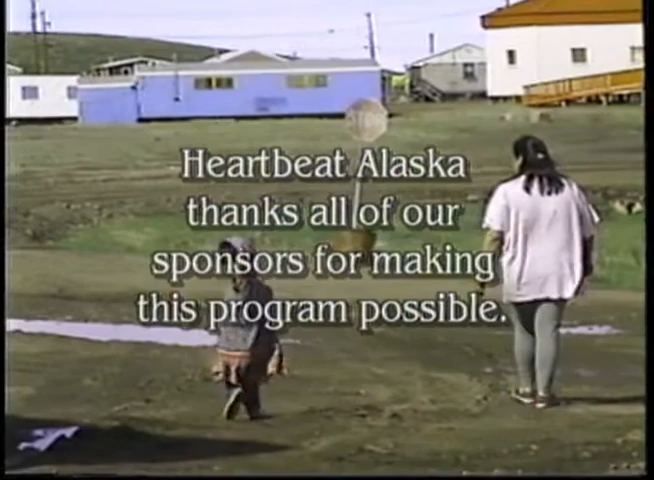 Heartbeat Alaska
thanks all of our
sponsors for making
this program possible.